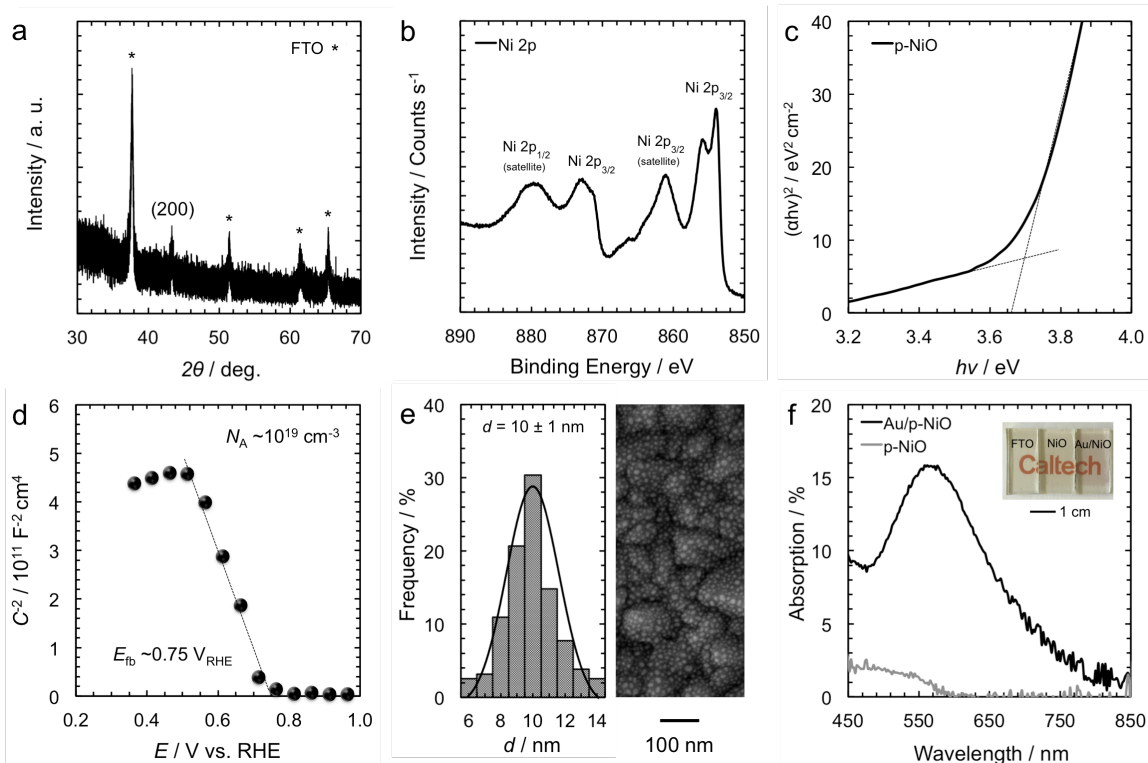 a
FTO *
*
(200)
*
*
*
Intensity / a. u.
30 40 50 60 70
2θ / deg.
b
Ni 2p
Ni 2p3/2
Ni 2p1/2
(satellite)
Ni 2p3/2
Ni 2p3/2
(satellite)
Intensity / Counts s-1
890 880 870 860 850
Binding Energy / eV
c
p-NiO
(αhν)2 / eV2 cm-2
40
30
20
10
0
3.2 3.4 3.6 3.8 4.0
hν / eV
d
NA ~1019 cm-3
Efb ~0.75 VRHE
C-2 / 1011 F-2 cm4
6
5
4
3
2
1
0
0.2 0.4 0.6 0.8 1.0
E / V vs. RHE
e
d = 10 ± 1 nm
Frequency / %
40
30
20
10
0
6 8 10 12 14
d / nm
100 nm
f
Au/p-NiO
p-NiO
FTO NiO Au/NiO
Caltech
1 cm
Absorption / %
20
15
10
5
0
450 550 650 750 850
Wavelength / nm